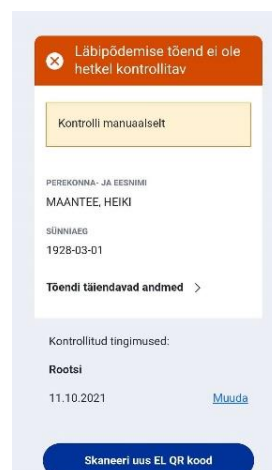 Läbipõdemise tõend ei ole
hetkel kontrollitav
Kontrolli manuaalselt
PEREKONNA- JA EESNIMI
MAANTEE, HEIKI
SÜNNIAEG
1928-03-01
Tõendi täiendavad andmed >
Kontrollitud tingimused:
Rootsi
11.10.2021 Muuda
Skaneeri uus EL QR kood